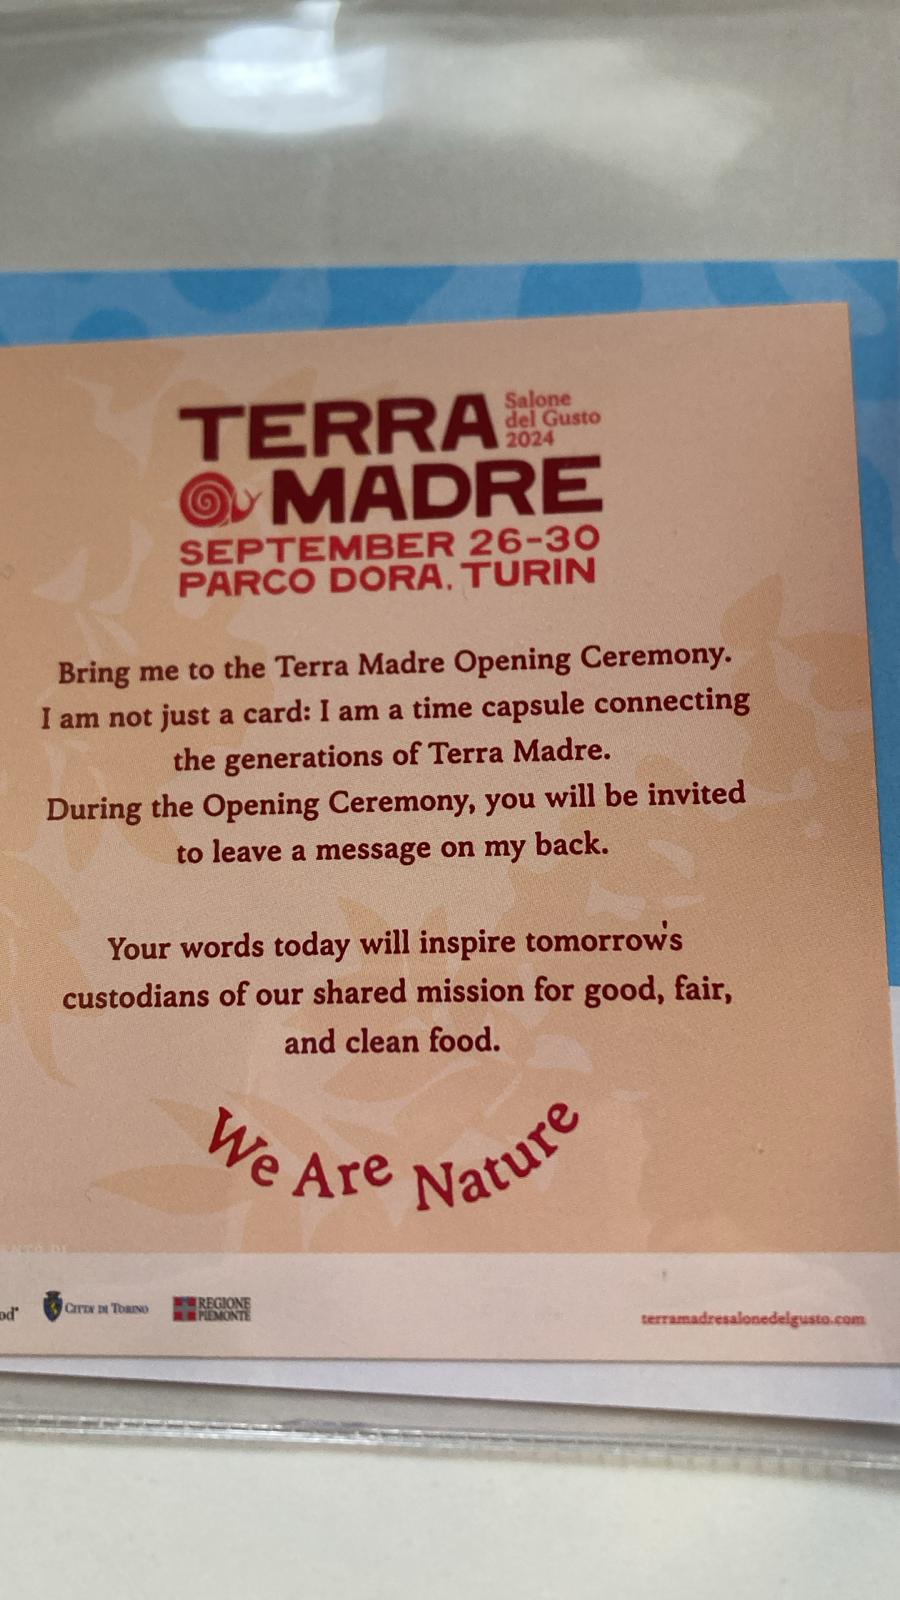 TERRA
Salone
del Gusto
2024
MADRE
SEPTEMBER 26-30
PARCO DORA. TURIN
Bring me to the Terra Madre Opening Ceremony.
I am not just a card: I am a time capsule connecting
the generations of Terra Madre.
During the Opening Ceremony, you will be invited
to leave a message on my back.
Your words today will inspire tomorrow's
custodians of our shared mission for good, fair,
and clean food.
We Are Nature
CITTA DI TORINO
REGIONE
PIEMONTE
terramadresalonedelgusto.com